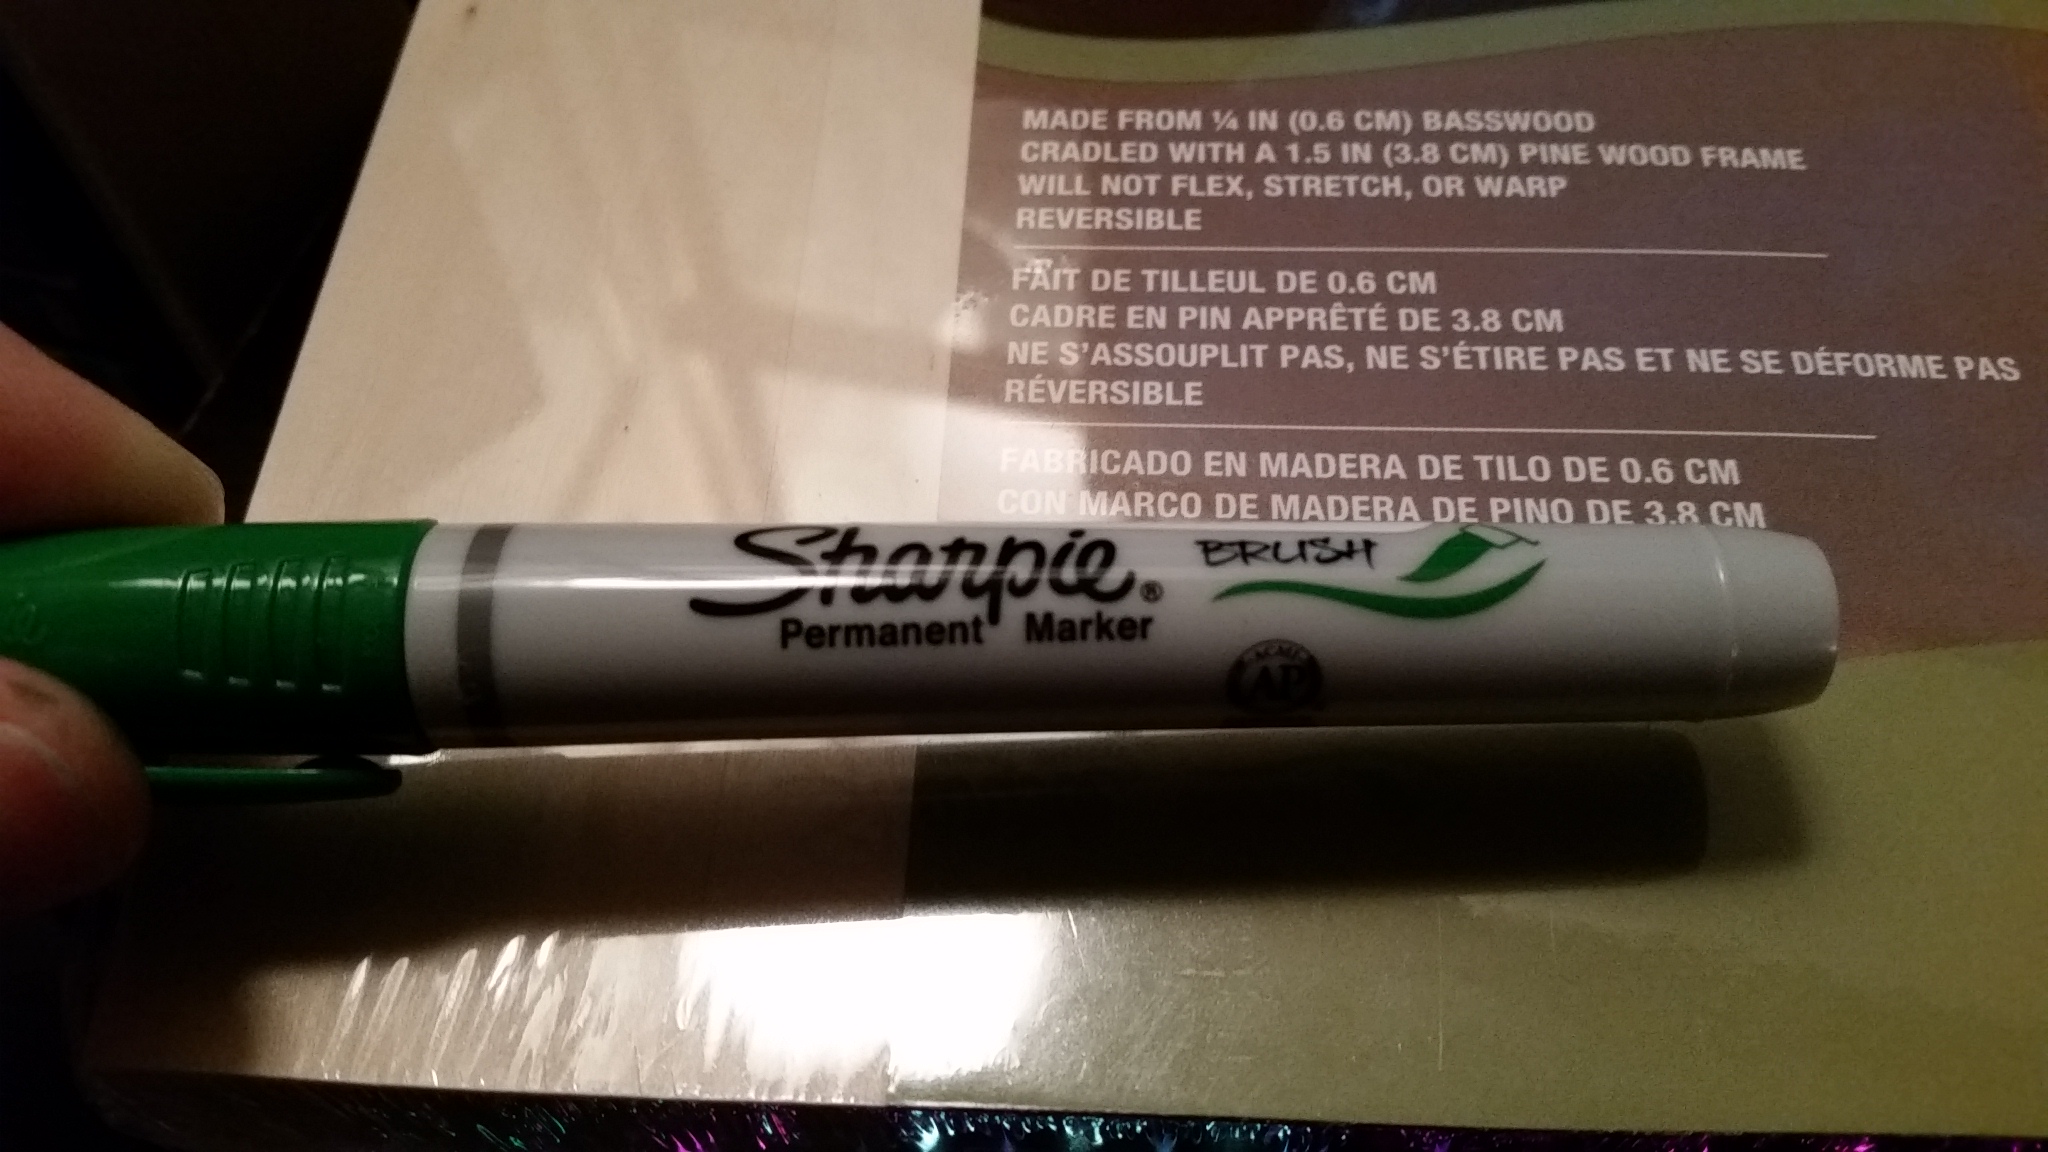 MADE FROM ¼ IN (0.6 CM) BASSWOOD
CRADLED WITH A 1.5 IN (3.8 CM) PINE WOOD FRAME
WILL NOT FLEX, STRETCH, OR WARP
REVERSIBLE
FAIT DE TILLEUL DE 0.6 CM
CADRE EN PIN APPRÊTÉ DE 3.8 CM
NE S'ASSOUPLIT PAS, NE S'ÉTIRE PAS ET NE SE DÉFORME PAS
RÉVERSIBLE
FABRICADO EN MADERA DE TILO DE 0.6 CM
CON MARCO DE MADERA DE PINO DE 3.8 CM
Sharpie®
BRUSH
Permanent Marker
ACMI
AP